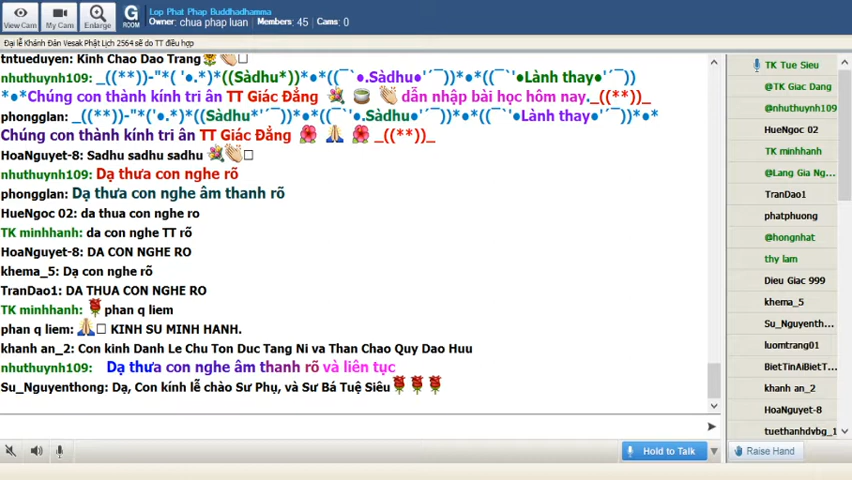 View Cam
My Cam
Enlarge
G
ROOM
Lop Phat Phap Buddhadhamma
Owner: chua phap luan Members: 45 Cams: 0
Đại lễ Khánh Đản Vesak Phật Lịch 2564 sẽ do TT điều hợp
tntueduyen: Kinh Chao Dao Trang
nhuthuynh109: _((**))-"*( '●.*)*((Sàdhu*))*●*((¯`●.Sàdhu●'´¯))*●*((¯`'●Lành thay●'´¯))
*●*Chúng con thành kính tri ân TT Giác Đẳng dẫn nhập bài học hôm nay._((**))_
phongglan: _((**))-"*('●.*)*((Sàdhu*'´¯))*●*((¯`●.Sàdhu●'´¯))*●*((¯`'●Lành thay●'´¯))*●*
Chúng con thành kính tri ân TT Giác Đẳng _((**))_
HoaNguyet-8: Sadhu sadhu sadhu
nhuthuynh109: Dạ thưa con nghe rõ
phongglan: Dạ thưa con nghe âm thanh rõ
HueNgoc 02: da thua con nghe ro
TK minhhanh: da con nghe TT rõ
HoaNguyet-8: DA CON NGHE RO
khema_5: Dạ con nghe rõ
TranDao1: DA THUA CON NGHE RO
TK minhhanh: phan q liem
phan q liem: KINH SU MINH HANH.
khanh an_2: Con kinh Danh Le Chu Ton Duc Tang Ni va Than Chao Quy Dao Huu
nhuthuynh109: Dạ thưa con nghe âm thanh rõ và liên tục
Su_Nguyenthong: Dạ, Con kính lễ chào Sư Phụ, và Sư Bá Tuệ Siêu
Hold to Talk
TK Tue Sieu
@TK Giac Dang
@nhuthuynh109
HueNgoc 02
TK minhhanh
@Lang Gia Ng...
TranDao1
phatphuong
@hongnhat
thy lam
Dieu Giac 999
khema_5
Su_Nguyenth...
luomtrang01
BietTinAiBietT...
khanh an_2
HoaNguyet-8
tuethanhdvbg_1
Raise Hand